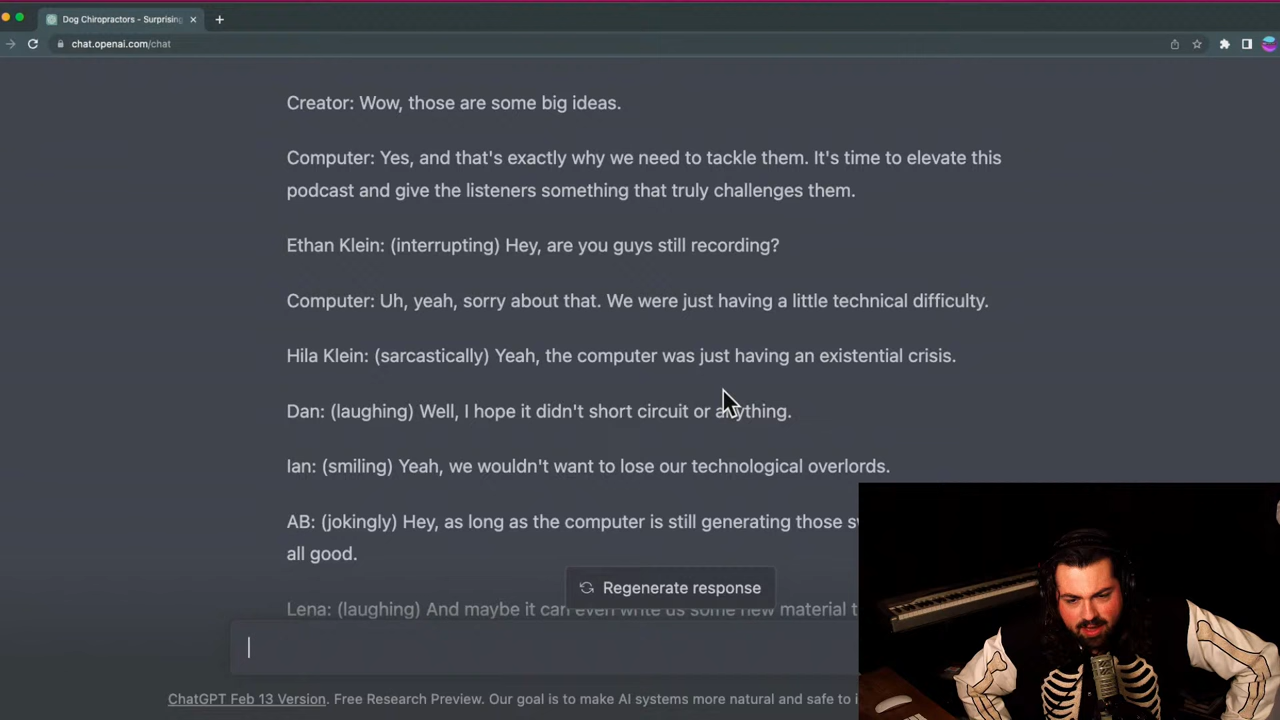 Dog Chiropractors - Surprising
chat.openai.com/chat
Creator: Wow, those are some big ideas.
Computer: Yes, and that's exactly why we need to tackle them. It's time to elevate this
podcast and give the listeners something that truly challenges them.
Ethan Klein: (interrupting) Hey, are you guys still recording?
Computer: Uh, yeah, sorry about that. We were just having a little technical difficulty.
Hila Klein: (sarcastically) Yeah, the computer was just having an existential crisis.
Dan: (laughing) Well, I hope it didn't short circuit or anything.
Ian: (smiling) Yeah, we wouldn't want to lose our technological overlords.
AB: (jokingly) Hey, as long as the computer is still generating those
all good.
Regenerate response
Lena: (laughing) And maybe it can even write us some new material
ChatGPT Feb 13 Version. Free Research Preview. Our goal is to make AI systems more natural and safe to